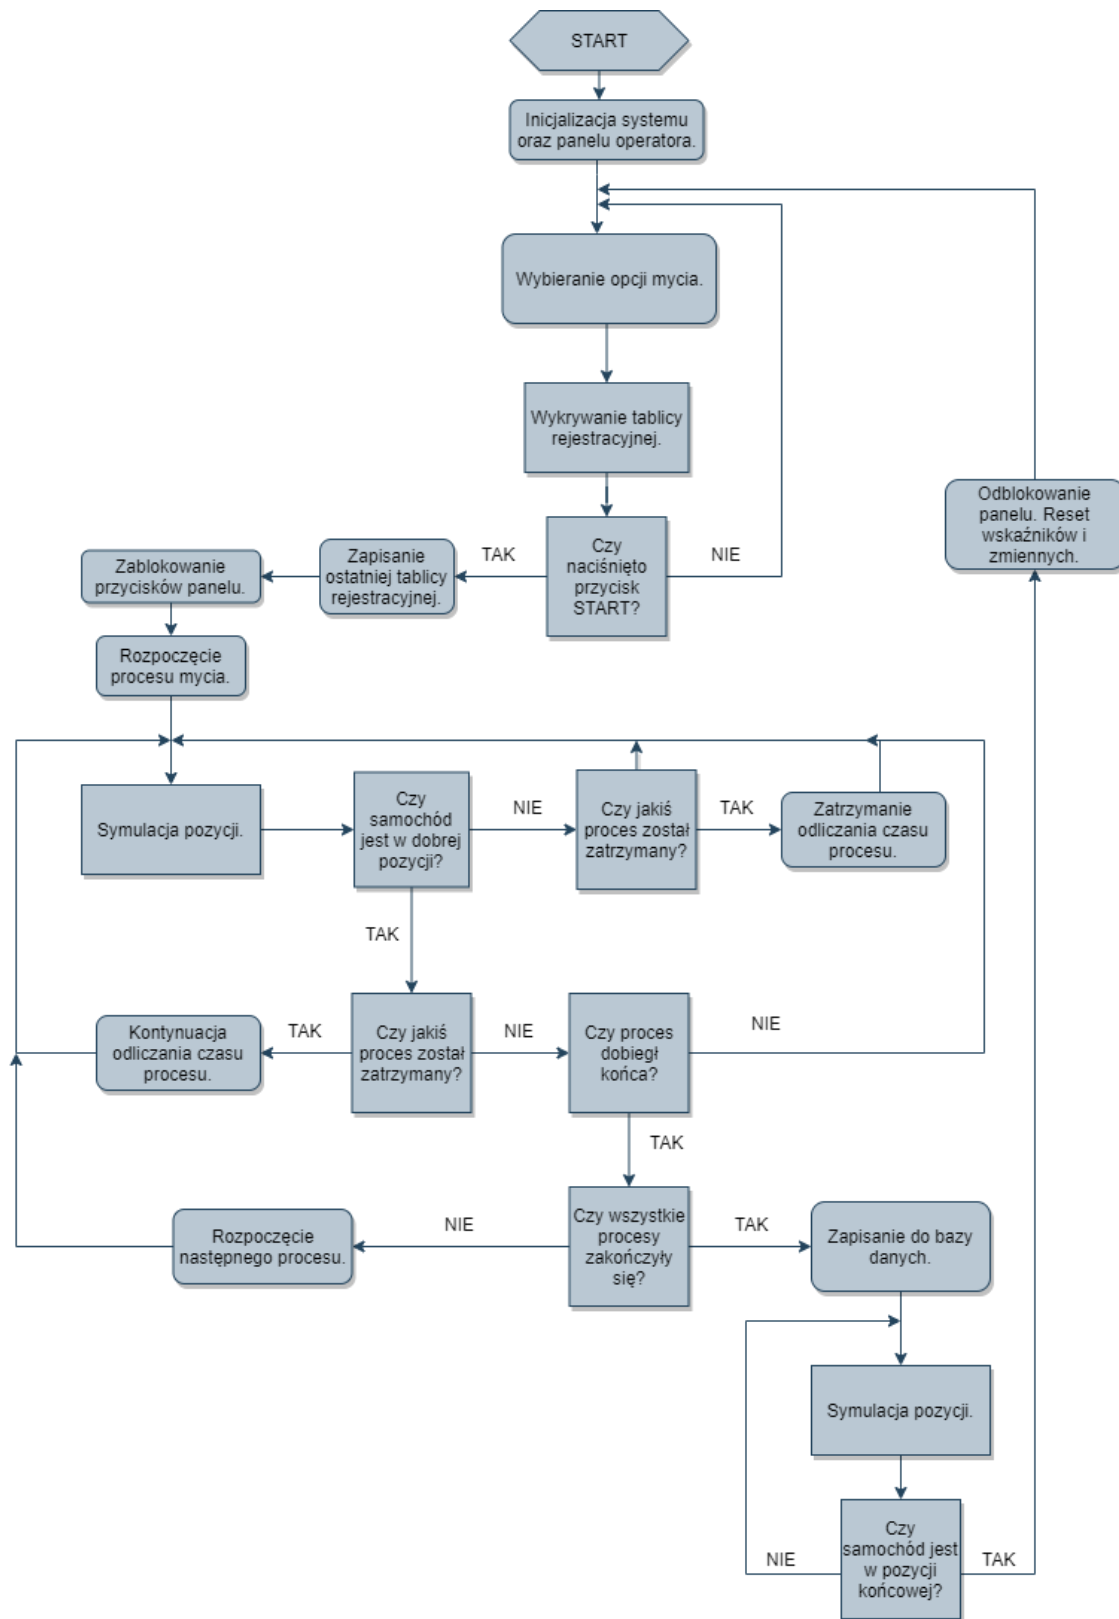 START
Inicjalizacja systemu
oraz panelu operatora.
Wybieranie opcji mycia.
Wykrywanie tablicy
rejestracyjnej.
Czy
naciśnięto
przycisk
START?
NIE
TAK
Zapisanie
ostatniej tablicy
rejestracyjnej.
Zablokowanie
przycisków panelu.
Rozpoczęcie
procesu mycia.
Odblokowanie
panelu. Reset
wskaźników i
zmiennych.
Symulacja pozycji.
Czy
samochód
jest w dobrej
pozycji?
NIE
Czy jakiś
proces został
zatrzymany?
TAK
Zatrzymanie
odliczania czasu
procesu.
TAK
Kontynuacja
odliczania czasu
procesu.
TAK
Czy jakiś
proces został
zatrzymany?
NIE
Czy proces
dobiegł
końca?
NIE
TAK
Rozpoczęcie
następnego procesu.
NIE
Czy wszystkie
procesy
zakończyły
się?
TAK
Zapisanie do bazy
danych.
Symulacja pozycji.
NIE
Czy
samochód jest
w pozycji
końcowej?
TAK